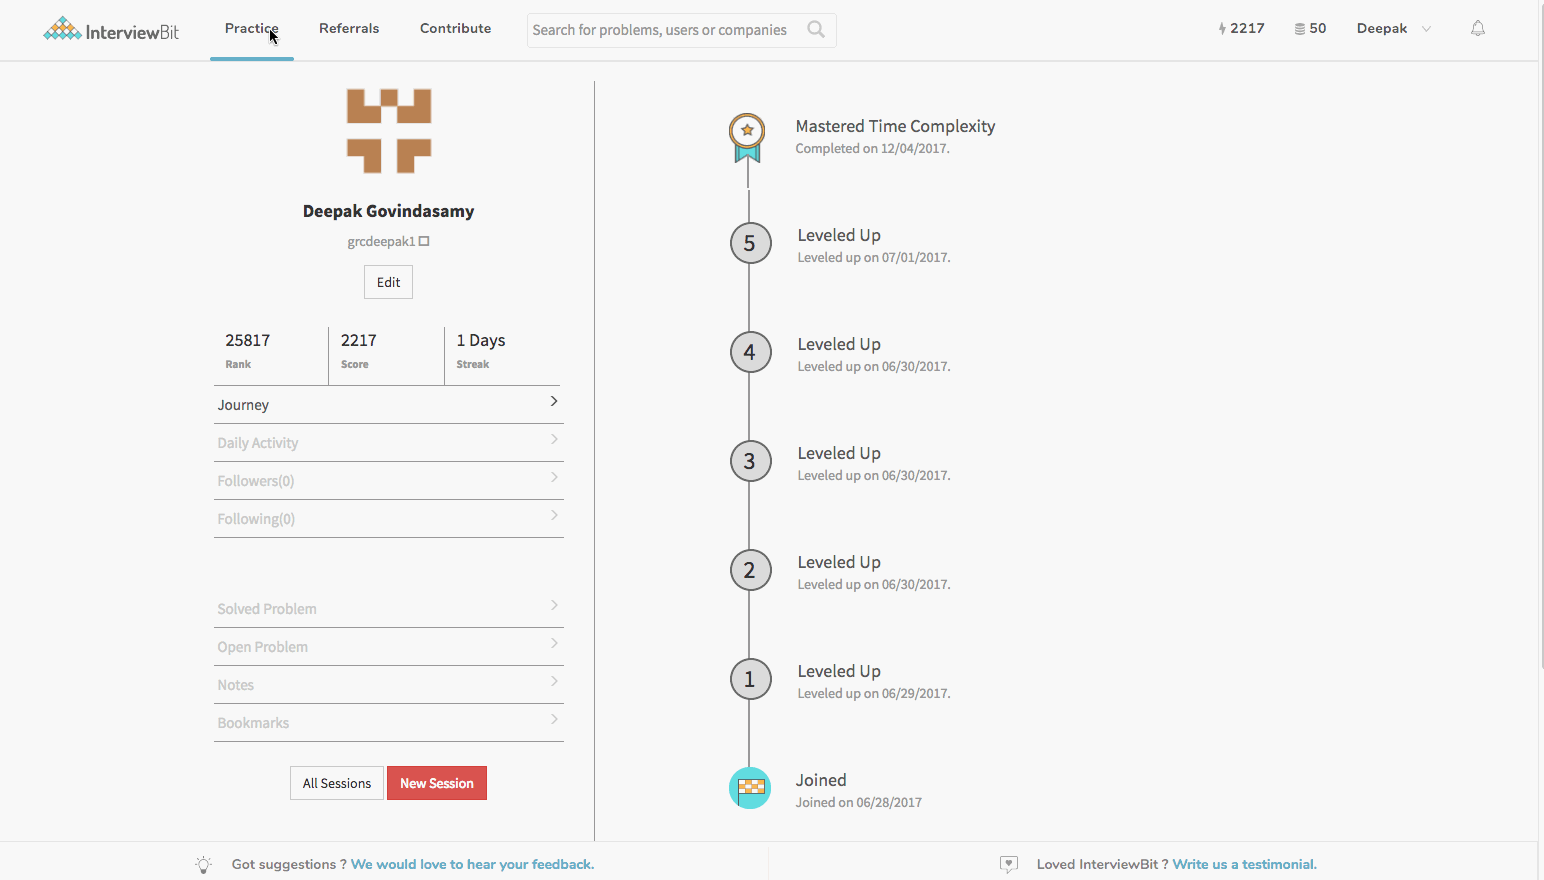 InterviewBit
Practice
Referrals
Contribute
Search for problems, users or companies
2217
50
Deepak
Deepak Govindasamy
grcdeepak1
Edit
25817
Rank
2217
Score
1 Days
Streak
Journey
Daily Activity
Followers(0)
Following(0)
Solved Problem
Open Problem
Notes
Bookmarks
All Sessions
New Session
Mastered Time Complexity
Completed on 12/04/2017.
5
Leveled Up
Leveled up on 07/01/2017.
4
Leveled Up
Leveled up on 06/30/2017.
3
Leveled Up
Leveled up on 06/30/2017.
2
Leveled Up
Leveled up on 06/30/2017.
1
Leveled Up
Leveled up on 06/29/2017.
Joined
Joined on 06/28/2017
Got suggestions ? We would love to hear your feedback.
Loved InterviewBit ? Write us a testimonial.